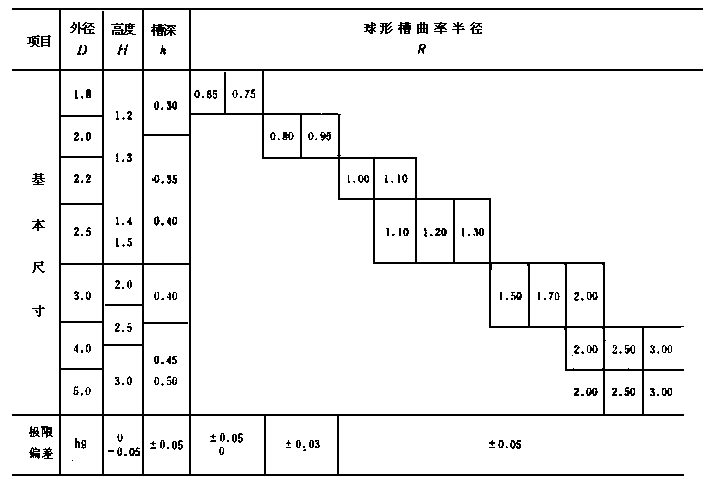 项目 外径 高度 槽深 球形槽曲率半径
D H h R
1.8 0.30 0.65 0.75
1.2
2.0 0.80 0.95
1.3
基 2.2 0.35 1.00 1.10
本 2.5 1.4 0.40 1.10 1.20 1.30
1.5
尺 2.0
寸 3.0 0.40 1.50 1.70 2.00
2.5
4.0 0.45 2.00 2.50 3.00
5.0 3.0 0.50 2.00 2.50 3.00
极限 h9 0 ±0.05 ±0.05 ±0.03 ±0.05
偏差 -0.05 0